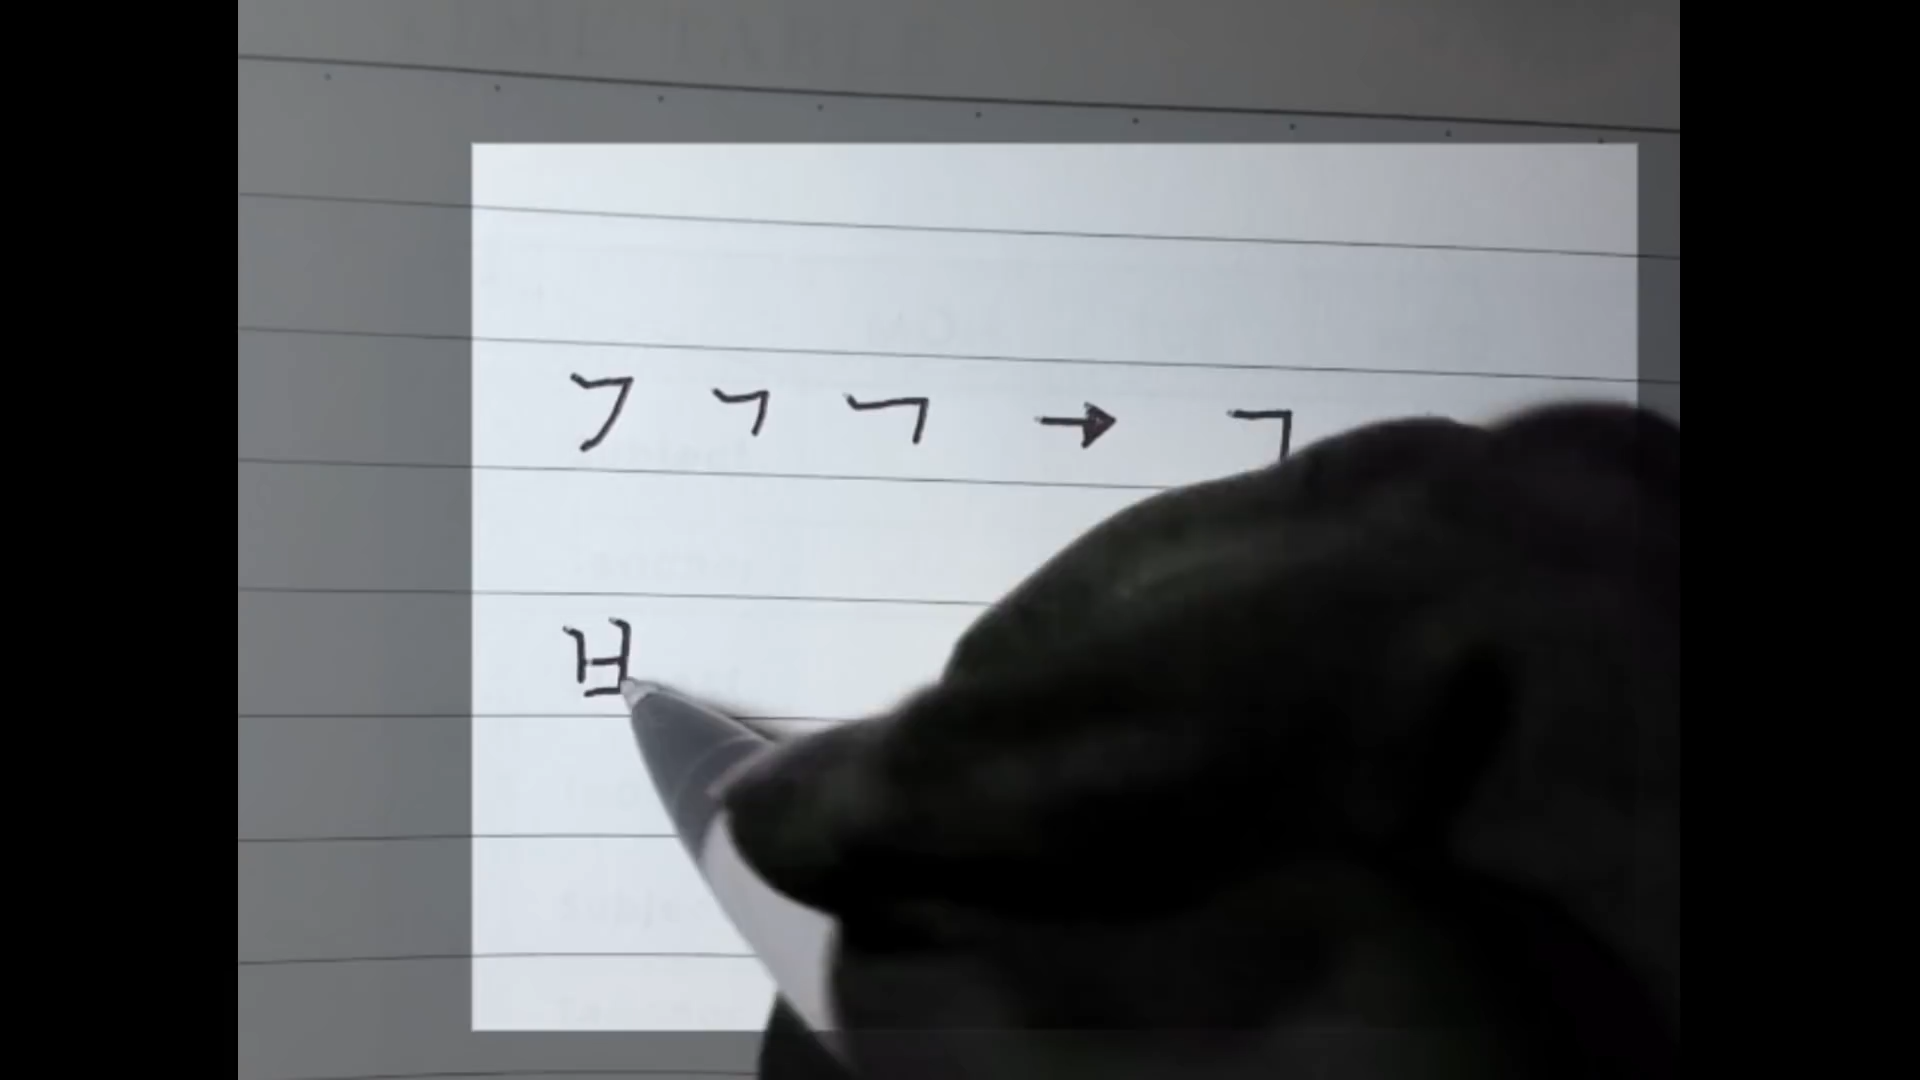 ㄱ ㄱ ㄱ → ㄱ
ㅂ